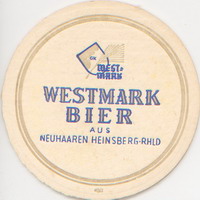 WEST-
MARK
WESTMARK
BIER
AUS
NEUHAAREN HEINSBERG-RHLD